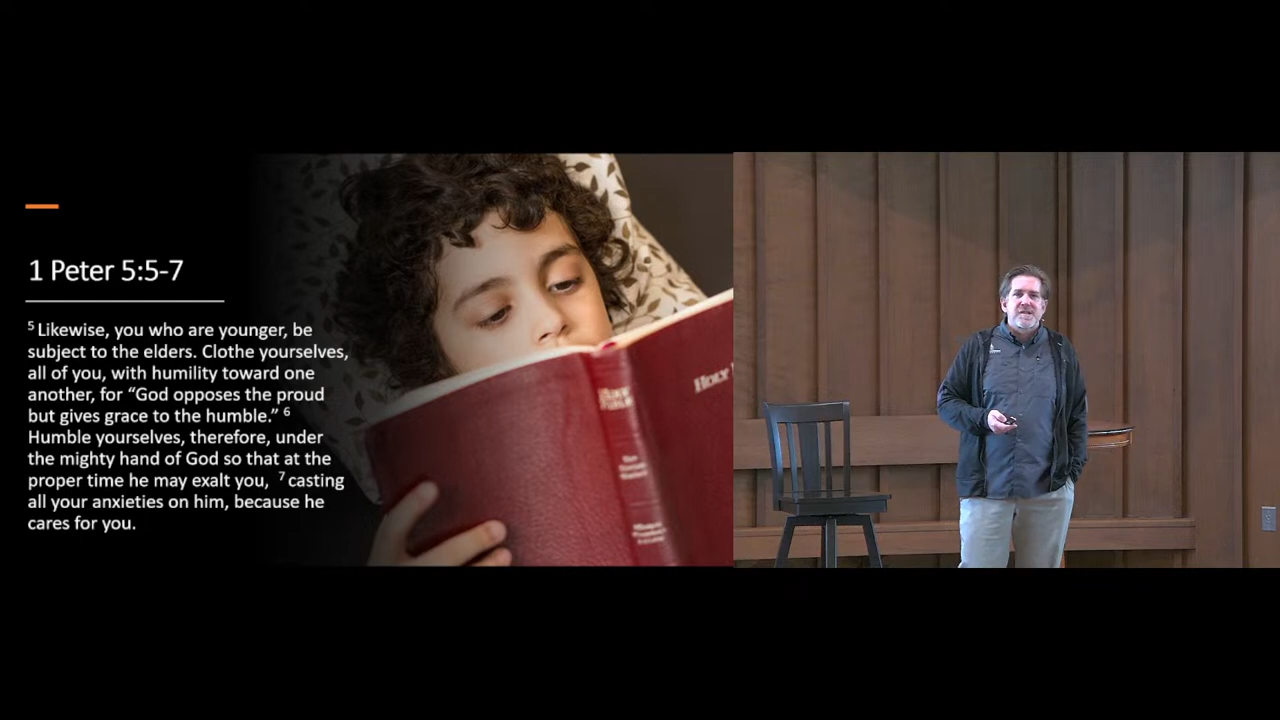 1 Peter 5:5-7
5 Likewise, you who are younger, be
subject to the elders. Clothe yourselves,
all of you, with humility toward one
another, for “God opposes the proud
but gives grace to the humble.” 6
Humble yourselves, therefore, under
the mighty hand of God so that at the
proper time he may exalt you, 7 casting
all your anxieties on him, because he
cares for you.
HOLY